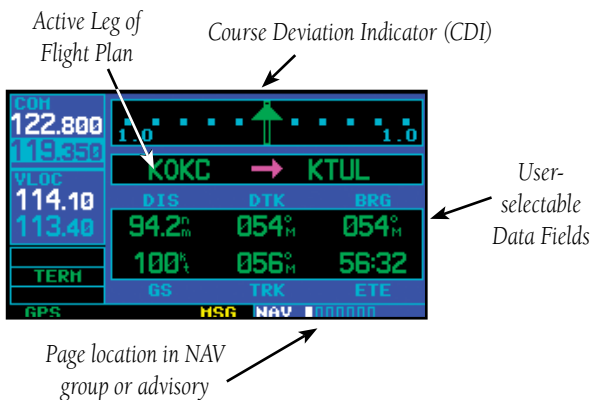 Active Leg of
Flight Plan
Course Deviation Indicator (CDI)
COM
122.800
119.350
1.0
1.0
KOKC → KTUL
VLOC
114.10
113.40
DIS DTK BRG
94.2nm 054°M 054°M
100kt 056°M 56:32
GS TRK ETE
TERM
GPS MSG NAV
User-
selectable
Data Fields
Page location in NAV
group or advisory